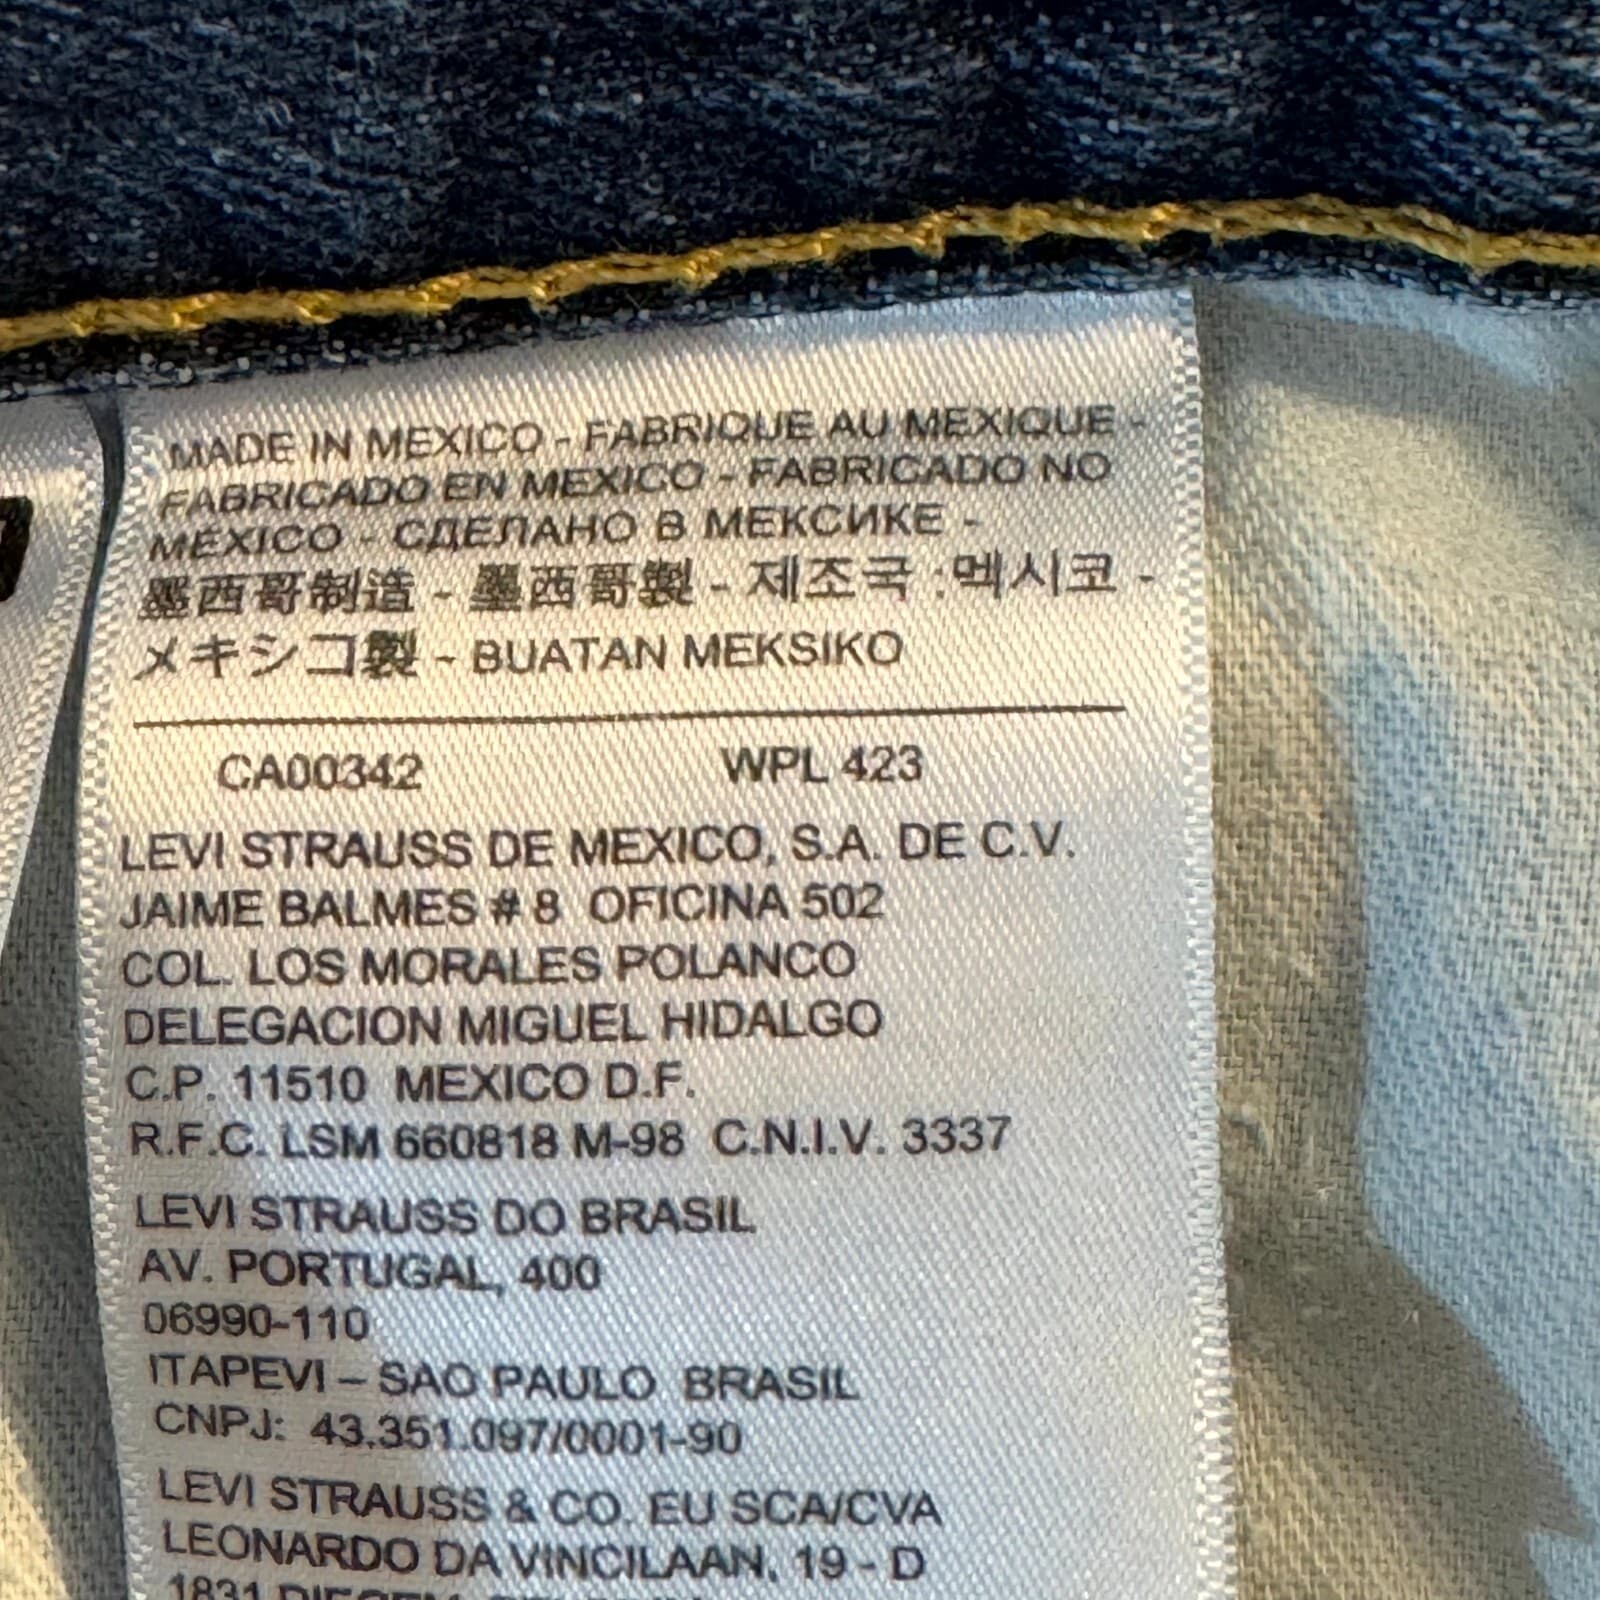 MADE IN MEXICO - FABRIQUE AU MEXIQUE -
FABRICADO EN MEXICO - FABRICADO NO
MÉXICO - СДЕЛАНО В МЕКСИКЕ -
墨西哥制造 - 墨西哥製 - 제조국 :멕시코 -
メキシコ製 - BUATAN MEKSIKO
CA00342 WPL 423
LEVI STRAUSS DE MEXICO, S.A. DE C.V.
JAIME BALMES # 8 OFICINA 502
COL. LOS MORALES POLANCO
DELEGACION MIGUEL HIDALGO
C.P. 11510 MEXICO D.F.
R.F.C. LSM 660818 M-98 C.N.I.V. 3337
LEVI STRAUSS DO BRASIL
AV. PORTUGAL, 400
06990-110
ITAPEVI – SAO PAULO BRASIL
CNPJ: 43.351.097/0001-90
LEVI STRAUSS & CO. EU SCA/CVA
LEONARDO DA VINCILAAN, 19 - D
1831